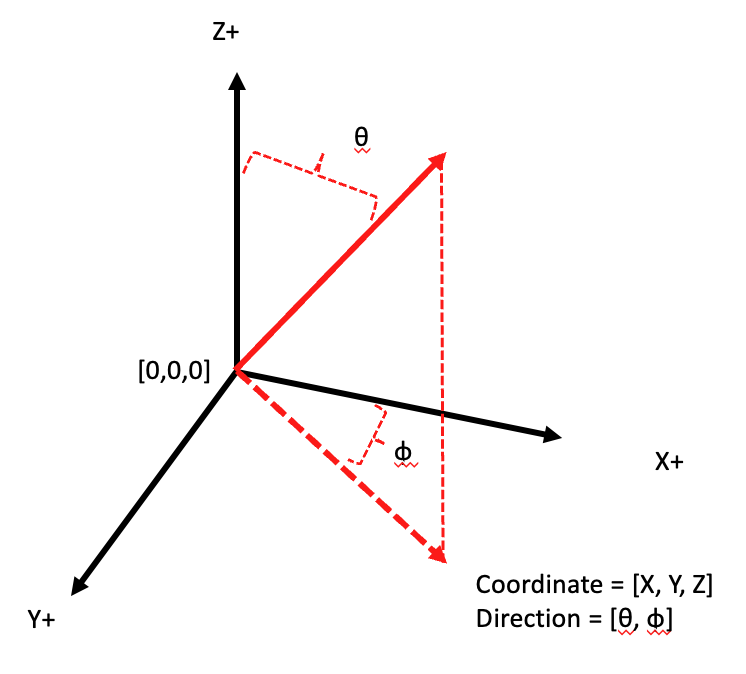 Z+
θ
[0,0,0]
ϕ
X+
Coordinate = [X, Y, Z]
Direction = [θ, ϕ]
Y+